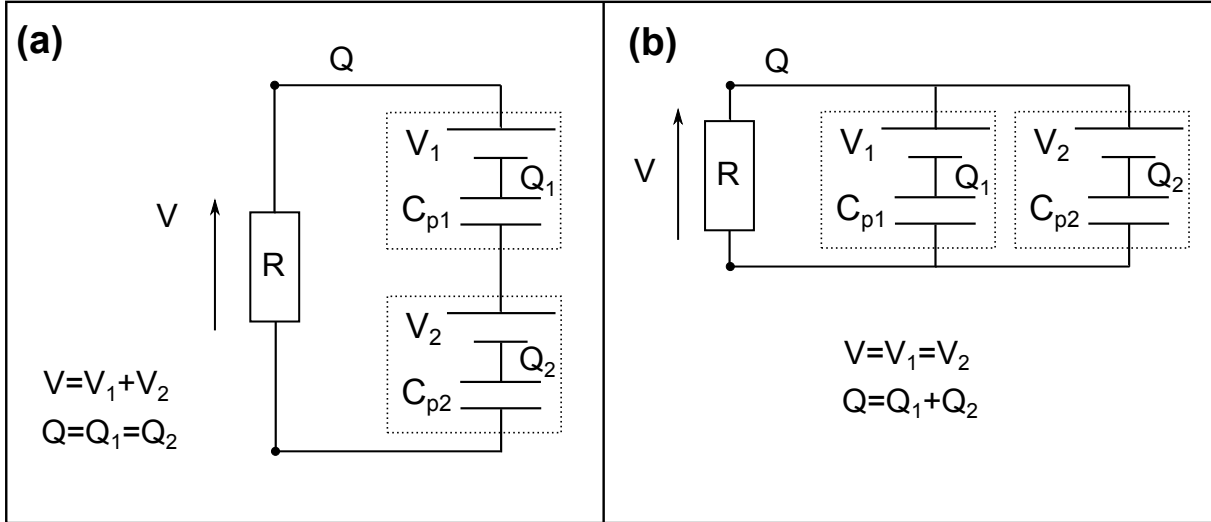 (a)
Q
V₁
Q₁
V
Cₚ₁
R
V₂
Q₂
V=V₁+V₂
Cₚ₂
Q=Q₁=Q₂
(b)
Q
V₁
V₂
V
R
Q₁
Q₂
Cₚ₁
Cₚ₂
V=V₁=V₂
Q=Q₁+Q₂